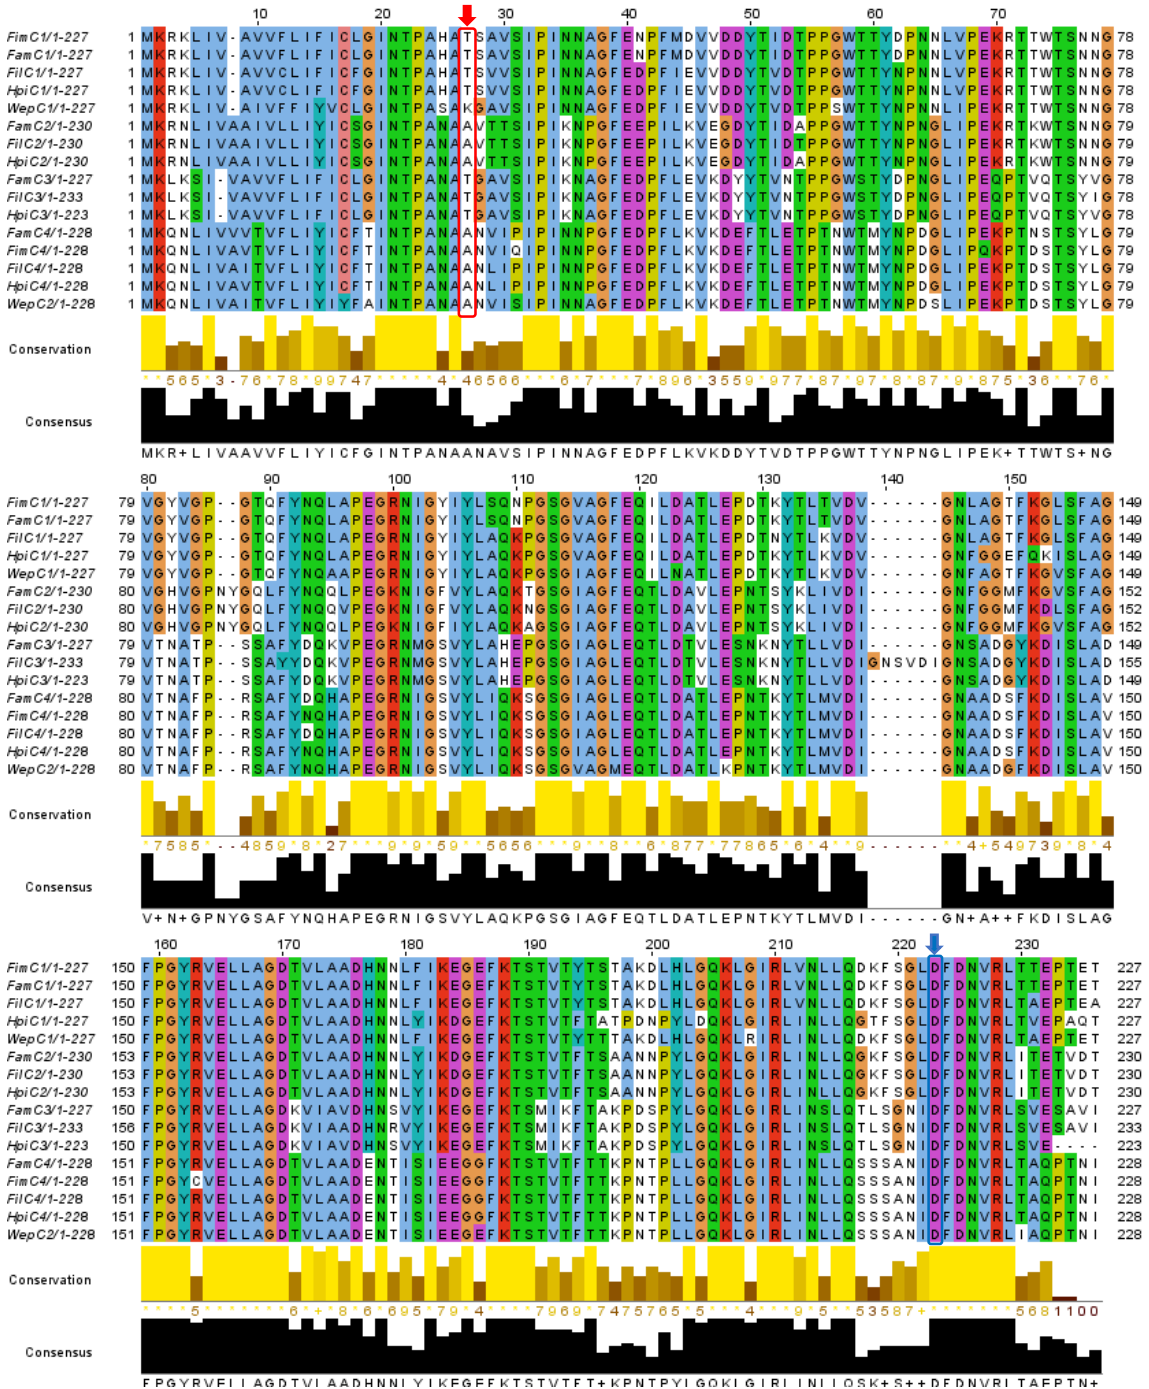 10 20 30 40 50 60 70
FimC1/1-227 1 MKRKLIV-AVVFLIFICLGINTPAHATSAVSIPINNAGFENPFMDVVDDYTIDTPPGWTTYDPNNLVPEKRTTWTSNNG 78
FamC1/1-227 1 MKRKLIV-AVVFLIFICLGINTPAHATSAVSIPINNAGFENPFMDVVDDYTIDTPPGWTTYDPNNLVPEKRTTWTSNNG 78
FilC1/1-227 1 MKRKLIV-AVVCLIFICFGINTPAHATSVVSIPINNAGFEDPFIEVVDDYTVDTPPGWTTYNPNNLVPEKRTTWTSNNG 78
HpiC1/1-227 1 MKRKLIV-AVVCLIFICFGINTPAHATSVVSIPINNAGFEDPFIEVVDDYTVDTPPGWTTYNPNNLVPEKRTTWTSNNG 78
WepC1/1-227 1 MKRKLIV-AIVFFIYICLGINTPASAKGAVSIPINNAGFEDPFLEVVDDYTVDTPPSWTTYNPNNLIPEKRTTWTSNNG 78
FamC2/1-230 1 MKRNLIVAAIVLLIYICSGINTPANAAVTTSIPIKNPGFEEPILKVEGDYTIDAPPGWTTYNPNGLIPEKRTKWTSNNG 79
FilC2/1-230 1 MKRNLIVAAIVLLIYICSGINTPANAAVTTSIPIKNPGFEEPILKVEGDYTIDAPPGWTTYNPNGLIPEKRTKWTSNNG 79
HpiC2/1-230 1 MKRNLIVAAIVLLIYICSGINTPANAAVTTSIPIKNPGFEEPILKVEGDYTIDAPPGWTTYNPNGLIPEKRTKWTSNNG 79
FamC3/1-227 1 MKLKSI-VAVVFLIFICLGINTPANATGAVSIPIKNAGFEDPFLEVKDYYTVNTPPGWSTYDPNGLIPEQPTVQTSYVG 78
FilC3/1-233 1 MKLKSI-VAVVFLIFICLGINTPANATGAVSIPIKNAGFEDPFLEVKDYYTVNTPPGWSTYDPNGLIPEQPTVQTSYVG 78
HpiC3/1-223 1 MKLKSI-VAVVFLIFICLGINTPANATGAVSIPIKNAGFEDPFLEVKDYYTVNTPPGWSTYDPNGLIPEQPTVQTSYVG 78
FamC4/1-228 1 MKQNLIVVVTVFLIYICFTINTPANAANVIPIPINNAGFEDPFLKVKDEFTLETPTNWTMYNPDGLIPEKPTDSTSYLG 79
FimC4/1-228 1 MKQNLIVAVTVFLIYICFTINTPANAANVISIQINNAGFEDPFLKVKDEFTLETPTNWTMYNPDGLIPEQPTNSTSYLG 79
FilC4/1-228 1 MKQNLIVAITVFLIYICFTINTPANAANLIPIPINNPGFEDPFLKVKDEFTLETPTNWTMYNPDGLIPEKPTDSTSYLG 79
HpiC4/1-228 1 MKQNLIVAVTVFLIYICFTINTPANAANVISIPINNAGFEDPFLKVKDEFTLETPTNWTMYNPDGLIPEKPTDSTSYLG 79
WepC2/1-228 1 MKQNLIVAITVFLIYIYFAINTPANAANVISIPINNAGFEDPFLKVKDEFTLETPTNWTMYNPDSLIPEKPTDSTSYLG 79
Conservation
Consensus
MKR+LIVAAVVFLIYICFGINTPANAANAVSIPINNAGFEDPFLKVKDDYTVDTPPGWTTYNPNGLIPEK+TTWTS+NG
80 90 100 110 120 130 140 150
FimC1/1-227 79 VGYVGP--GTQFYNQLAPEGRNIGYIYLSQNPGSGVAGFEQILDATLEPDTKYTLTVDV------GNLAGTFKGLSFAG 149
FamC1/1-227 79 VGYVGP--GTQFYNQLAPEGRNIGYIYLSQNPGSGVAGFEQILDATLEPDTKYTLTVDV------GNLAGTFKGLSFAG 149
FilC1/1-227 79 VGYVGP--GTQFYNQLAPEGRNIGYIYLAQKPGSGVAGFEQILDATLEPDTNYTLKVDV------GNLAGTFKGLSFAG 149
HpiC1/1-227 79 VGYVGP--GTQFYNQLAPEGRNIGYIYLAQKPGSGVAGFEQILDATLEPDTNYTLKVDV------GNFGGEFQKISFAG 149
WepC1/1-227 79 VGYVGP--GTQFYNQAAPEGRNIGYIYLAQKPGSGIAGFEQILNATLEPDTKYTLKVDV------GNFAGTFKGVSFAG 149
FamC2/1-230 80 VGHVGPNYGQLFYNQQLPEGRNIGFVYLAQKTGSGIAGFEQTLDAVLEPNTSYKLIVDI------GNFGGMFKGVSFAG 152
FilC2/1-230 80 VGHVGPNYGQLFYNQQVPEGKNIGFVYLAQKNGSGIAGFEQTLDAVLEPNTSYKLIVDI------GNFGGMFKDLSFAG 152
HpiC2/1-230 80 VGHVGPNYGQLFYNQQLPEGKNIGFIYLAQKAGSGIAGFEQTLDAVLEPNTSYKLIVDI------GNFGGMFKGVSFAG 152
FamC3/1-227 79 VTNATP--SSAFYDQKVPEGRNMGSVYLAHEPGSGIAGLEQTLDTVLESNKNYTLLVDI------GNSADGYKDISLAD 149
FilC3/1-233 79 VTNATP--SSAYYDQKVPEGRNMGSVYLAHEPGSGIAGLEQTLDTVLESNKNYTLLVDIGNSVDIGNSADGYKDISLAD 155
HpiC3/1-223 79 VTNATP--SSAFYDQKVPEGRNMGSVYLAHEPGSGIAGLEQTLDTVLESNKNYTLLVDI------GNSADGYKDISLAD 149
FamC4/1-228 80 VTNAFP--RSAFYDQHAPEGRNIGSVYLIQKSGSGIAGLEQTLDATLEPNTKYTLMVDI------GNAADSFKDISLAV 150
FimC4/1-228 80 VTNAFP--RSAFYNQHAPEGRNIGSVYLIQKSGSGIAGLEQTLDATLEPNTKYTLMVDI------GNAADSFKDISLAV 150
FilC4/1-228 80 VTNAFP--RSAFYDQHAPEGRNIGSVYLIQKSGSGIAGLEQTLDATLEPNTKYTLMVDI------GNAADSFKDISLAV 150
HpiC4/1-228 80 VTNAFP--RSAFYNQHAPEGRNIGSVYLIQKSGSGIAGLEQTLDATLEPNTKYTLMVDI------GNAADSFKDISLAV 150
WepC2/1-228 80 VTNAFP--RSAFYNQHAPEGRNIGSVYLIQKSGSGVAGMEQTLDATLKPNTKYTLMVDI------GNAADGFKDISLAV 150
Conservation
Consensus
V+N+GPNYGSAFYNQHAPEGRNIGSVYLAQKPGSGIAGFEQTLDATLEPNTKYTLMVDI------GN+A++FKDISLAG
160 170 180 190 200 210 220 230
FimC1/1-227 150 FPGYRVELLAGDTVLAADHNNLFIKEGEFKTSTVTYTSTAKDLHLGQKLGIRLVNLLQDKFSGLDFDNVRLTTEPTET 227
FamC1/1-227 150 FPGYRVELLAGDTVLAADHNNLFIKEGEFKTSTVTYTSTAKDLHLGQKLGIRLVNLLQDKFSGLDFDNVRLTTEPTET 227
FilC1/1-227 150 FPGYRVELLAGDTVLAADHNNLFIKEGEFKTSTVTYTSTAKDLHLGQKLGIRLVNLLQDKFSGLDFDNVRLTAEPTEA 227
HpiC1/1-227 150 FPGYRVELLAGDTVLAADHNNLYIKDGEFKTSTVTFTATPDNPYLDQKLGIRLINLLQGTFSGLDFDNVRLTVEPAQT 227
WepC1/1-227 150 FPGYRVELLAGDTVLAADHNNLFIKEGEFKTSTVTYTTTAKDLHLGQKLRIRLINLLQDKFSGLDFDNVRLTAEPTET 227
FamC2/1-230 153 FPGYRVELLAGDTVLAADHNNLYIKDGEFKTSTVTFTSAANNPYLGQKLGIRLINLLQGKFSGLDFDNVRLITETVDT 230
FilC2/1-230 153 FPGYRVELLAGDTVLAADHNNLYIKDGEFKTSTVTFTSAANNPYLGQKLGIRLINLLQGKFSGLDFDNVRLITETVDT 230
HpiC2/1-230 153 FPGYRVELLAGDTVLAADHNNLYIKDGEFKTSTVTFTSAANNPYLGQKLGIRLINLLQGKFSGLDFDNVRLITETVDT 230
FamC3/1-227 150 FPGYRVELLAGDKVIAVDHNSVYIKEGEFKTSMIKFTAKPDSPYLGQKLGIRLINSLQTLSGNIDFDNVRLSVESAVI 227
FilC3/1-233 156 FPGYRVELLAGDKVIAVDHNSVYIKEGEFKTSMIKFTAKPDSPYLGQKLGIRLINSLQTLSGNIDFDNVRLSVESAVI 233
HpiC3/1-223 150 FPGYRVELLAGDKVIAVDHNSVYIKEGEFKTSMIKFTAKPDSPYLGQKLGIRLINSLQTLSGNIDFDNVRLSVE---- 223
FamC4/1-228 151 FPGYRVELLAGDTVLAADENTISIEEGGFKTSTVTFTTKPNTPLLGQKLGIRLINLLQSSSANIDFDNVRLTAQPTNI 228
FimC4/1-228 151 FPGYCVELLAGDTVLAADENTISIEEGGFKTSTVTFTTKPNTPLLGQKLGIRLINLLQSSSANIDFDNVRLTAQPTNI 228
FilC4/1-228 151 FPGYRVELLAGDTVLAADENTISIEEGGFKTSTVTFTTKPNTPLLGQKLGIRLINLLQSSSANIDFDNVRLTAQPTNI 228
HpiC4/1-228 151 FPGYRVELLAGDTVLAADENTISIEEGGFKTSTVTFTTKPNTPLLGQKLGIRLINLLQSSSANIDFDNVRLTAQPTNI 228
WepC2/1-228 151 FPGYRVELLAGDTVLAADENTISIEEGEFKTSTVTFTTKPNTPLLGQKLGIRLINLLQSSSANIDFDNVRLIAQPTNI 228
Conservation
Consensus
FPGYRVELLAGDTVLAADHNNLYIKEGEFKTSTVTFT+KPNTPYLGQKLGIRLINLLQSK+S++DFDNVRLTAEPTN+